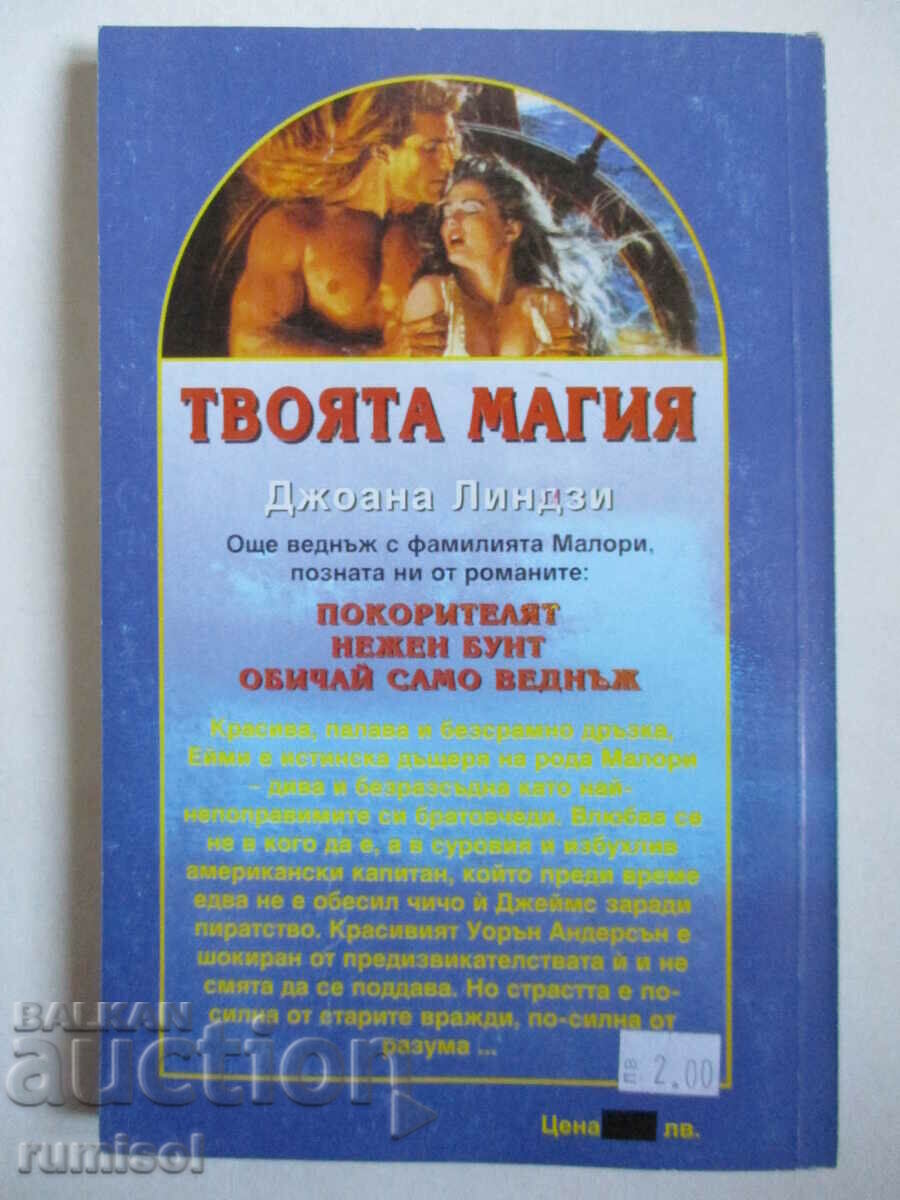 ТВОЯТА МАГИЯ
Джоана Линдзи
Още веднъж с фамилията Малори,
позната ни от романите:
ПОКОРИТЕЛЯТ
НЕЖЕН БУНТ
ОБИЧАЙ САМО ВЕДНЪЖ
Красива, палава и безсрамно дръзка,
Ейми е истинска дъщеря на рода Малори
- дива и безразсъдна като най-
непоправимите си братовчеди. Влюбва се
не в кого да е, а в суровия и избухлив
американски капитан, който преди време
едва не е обесил чичо ѝ Джеймс заради
пиратство. Красивият Уорън Андерсън е
шокиран от предизвикателствата ѝ и не
смята да се поддава. Но страстта е по-
силна от старите вражди, по-силна от
разума ...
лв 2.00
Цена лв.
BALKAN
auction
rumisol